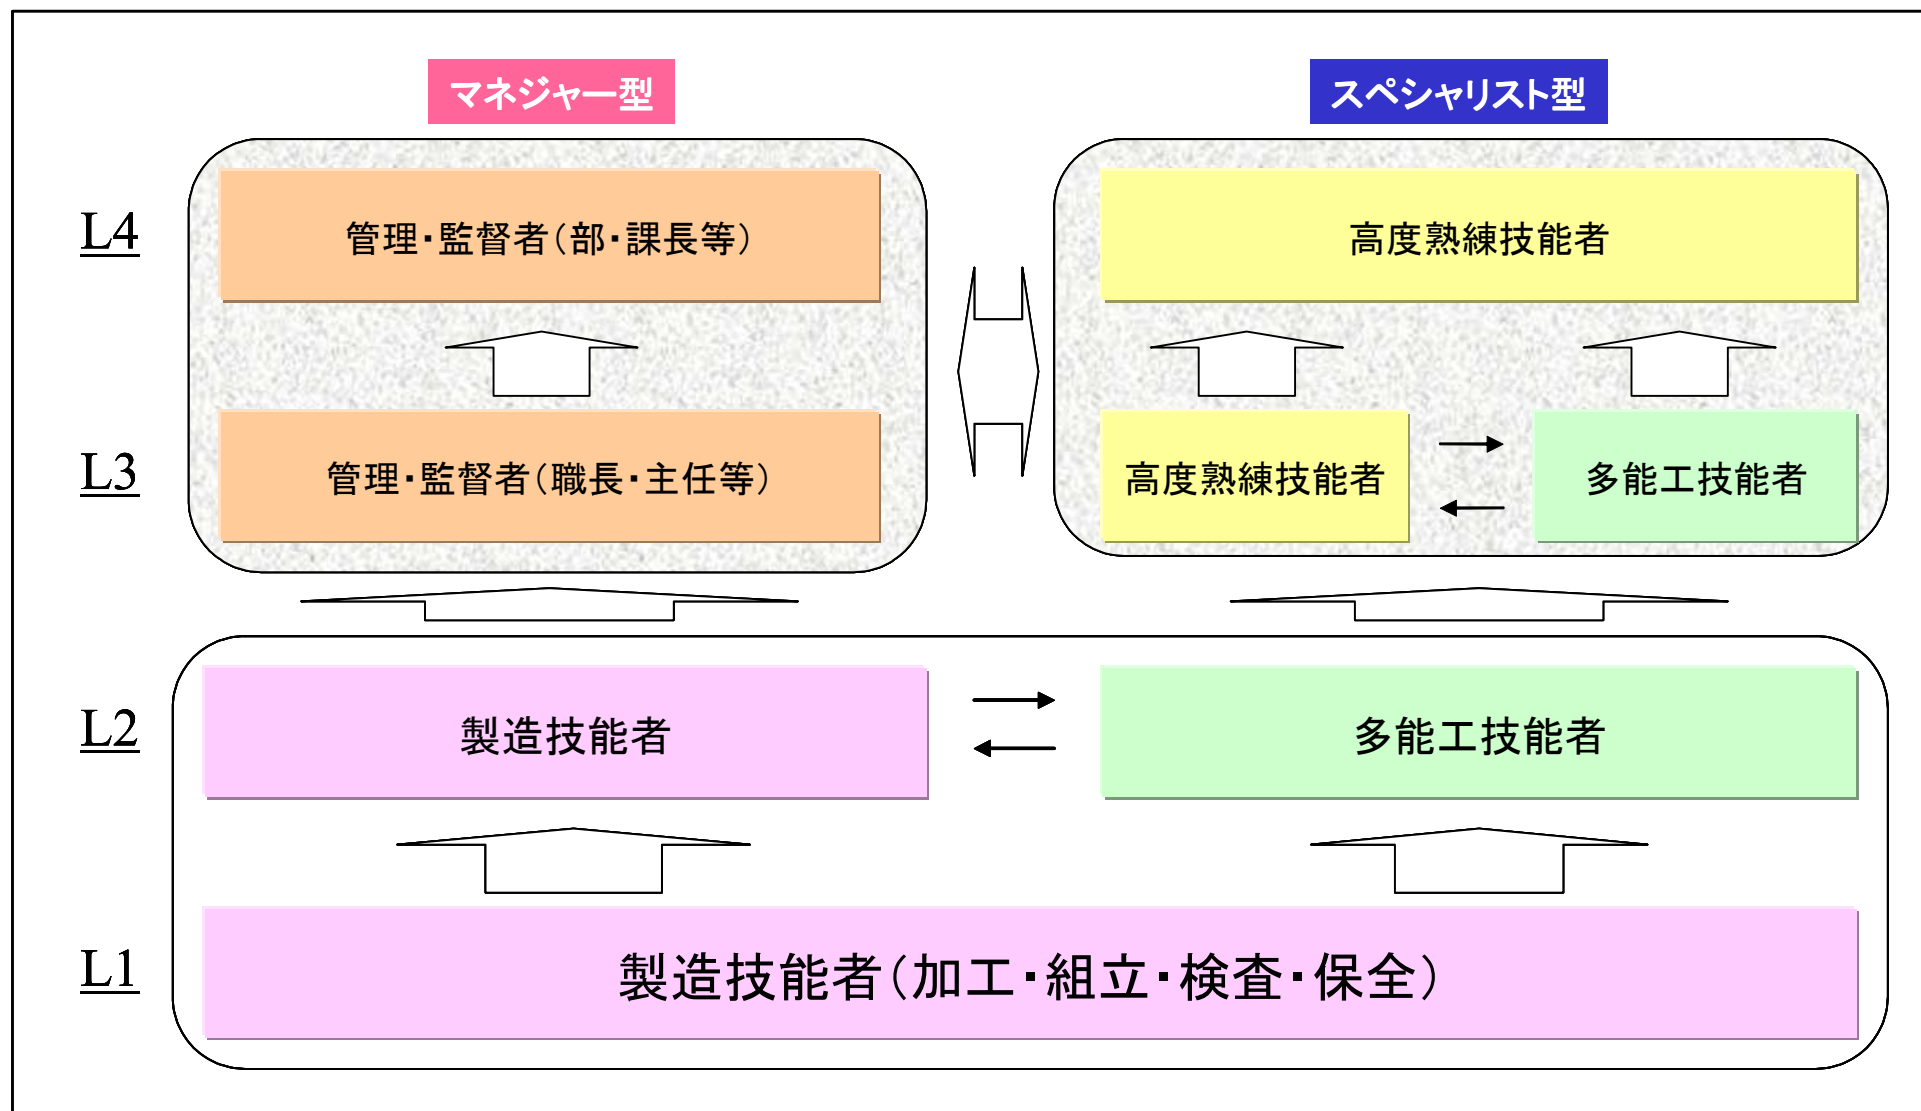 マネジャー型
スペシャリスト型
L4
管理・監督者(部・課長等)
高度熟練技能者
L3
管理・監督者(職長・主任等)
高度熟練技能者
多能工技能者
L2
製造技能者
多能工技能者
L1
製造技能者(加工・組立・検査・保全)